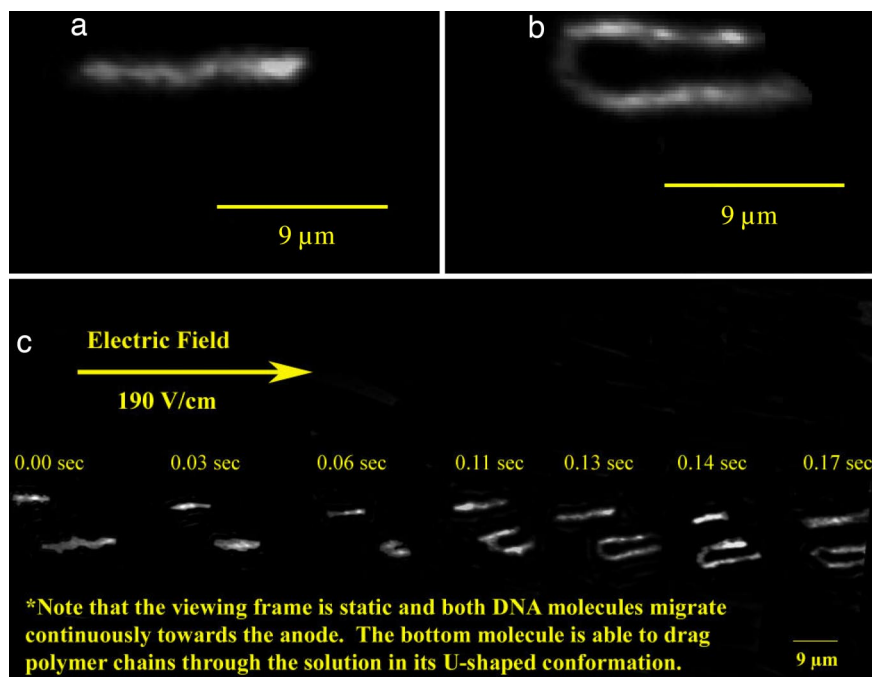 a
b
9 µm
9 µm
c
Electric Field
190 V/cm
0.00 sec
0.03 sec
0.06 sec
0.11 sec
0.13 sec
0.14 sec
0.17 sec
*Note that the viewing frame is static and both DNA molecules migrate
continuously towards the anode.  The bottom molecule is able to drag
polymer chains through the solution in its U-shaped conformation.
9 µm